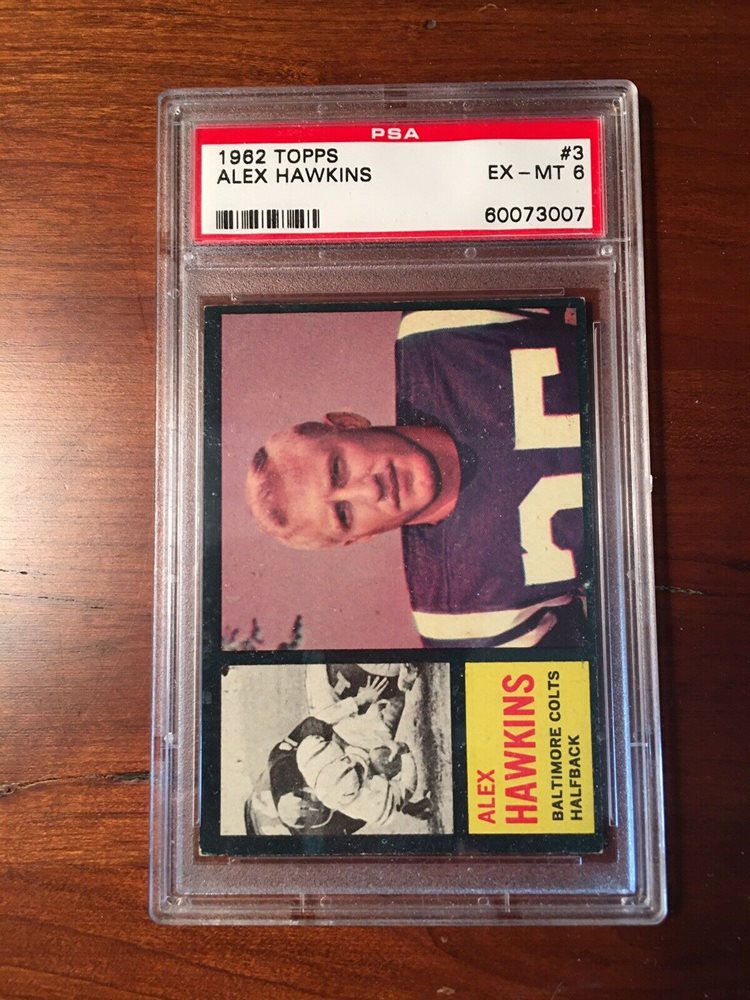 PSA
1962 TOPPS #3
ALEX HAWKINS EX - MT 6
60073007
ALEX
HAWKINS
BALTIMORE COLTS
HALFBACK